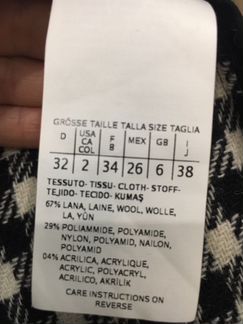 GRÖSSE TAILLE TALLA SIZE TAGLIA
D USA CA COL F B MEX GB I J
32 2 34 26 6 38
TESSUTO- TISSU- CLOTH- STOFF-
TEJIDO- TECIDO- KUMAŞ
67% LANA, LAINE, WOOL, WOLLE,
LA, YÜN
29% POLIAMMIDE, POLYAMIDE,
NYLON, POLYAMID, NAILON,
POLYAMID
04% ACRILICA, ACRYLIQUE,
ACRYLIC, POLYACRYL,
ACRILICO, AKRİLİK
CARE INSTRUCTIONS ON
REVERSE